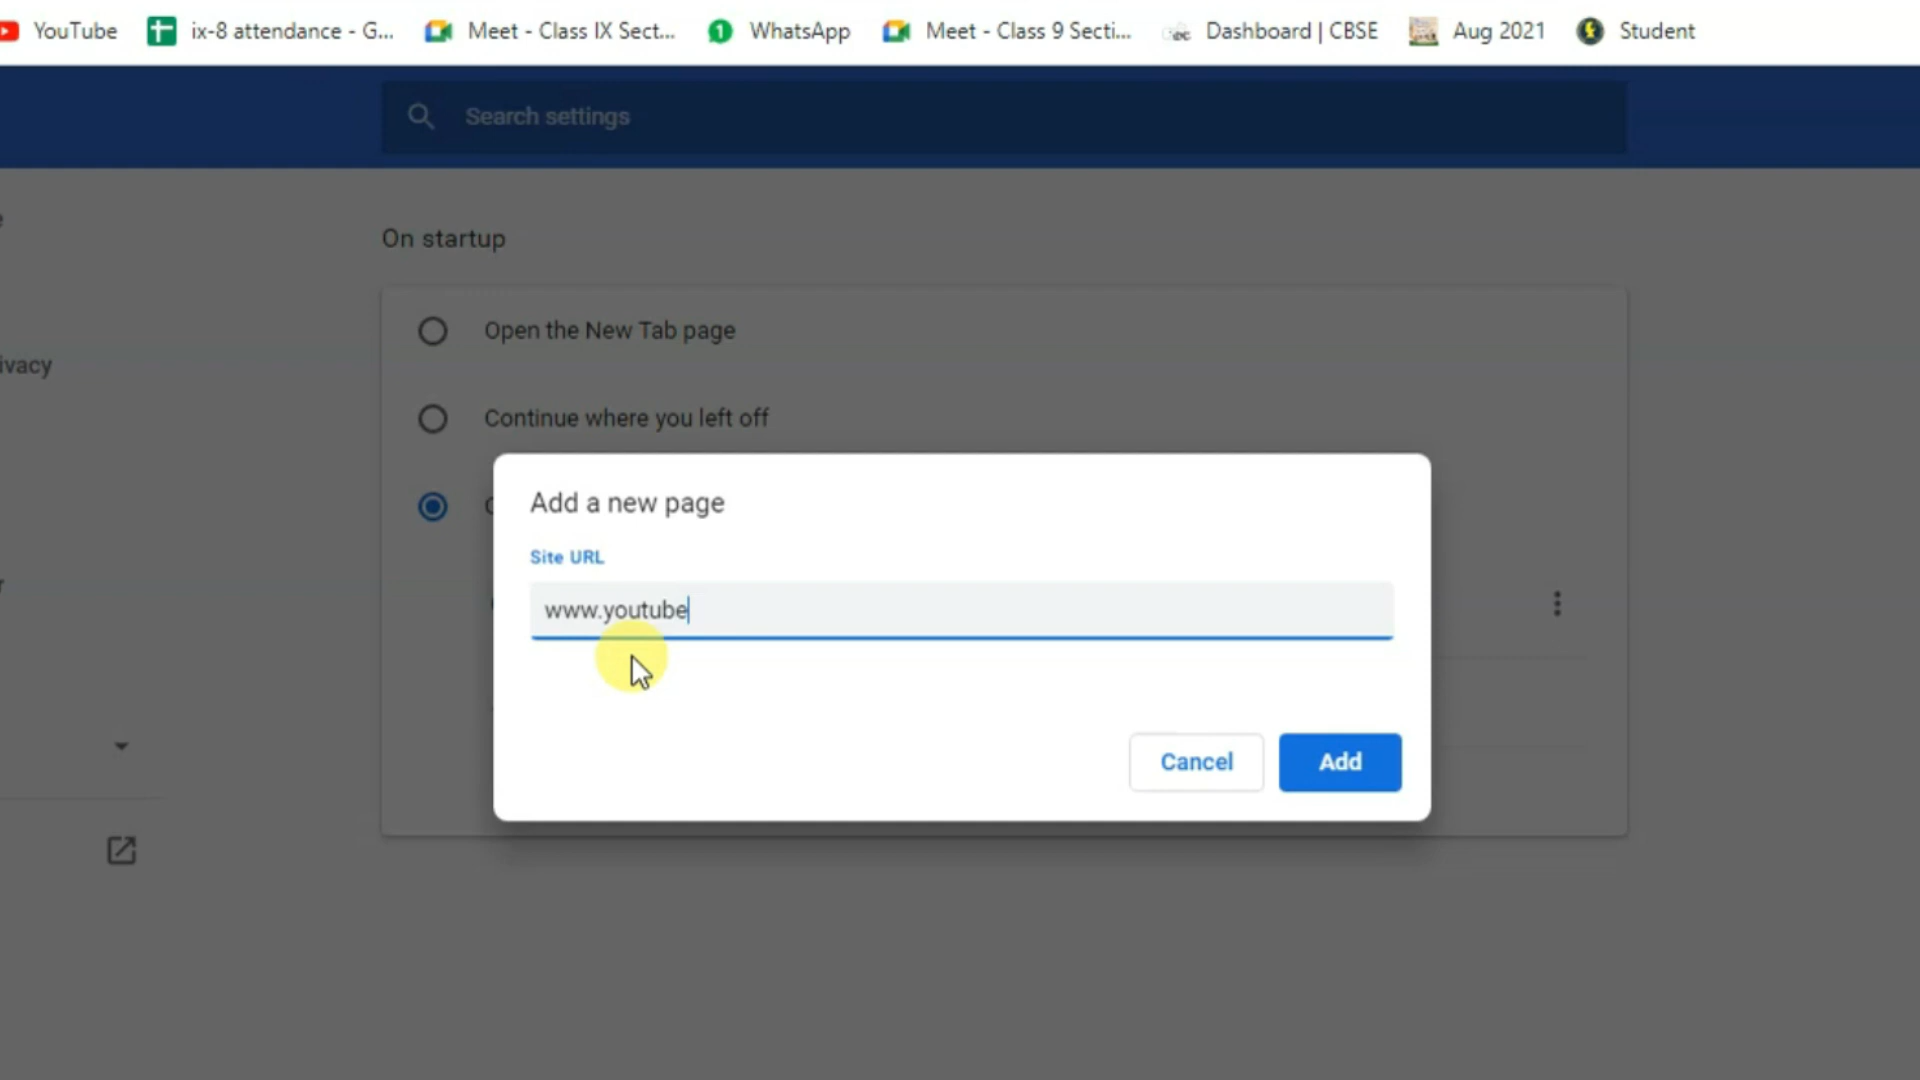 YouTube ix-8 attendance - G... Meet - Class IX Sect... 1 WhatsApp Meet - Class 9 Secti... Dashboard | CBSE Aug 2021 Student
Search settings
On startup
Open the New Tab page
ivacy
Continue where you left off
Add a new page
Site URL
www.youtube
Cancel Add